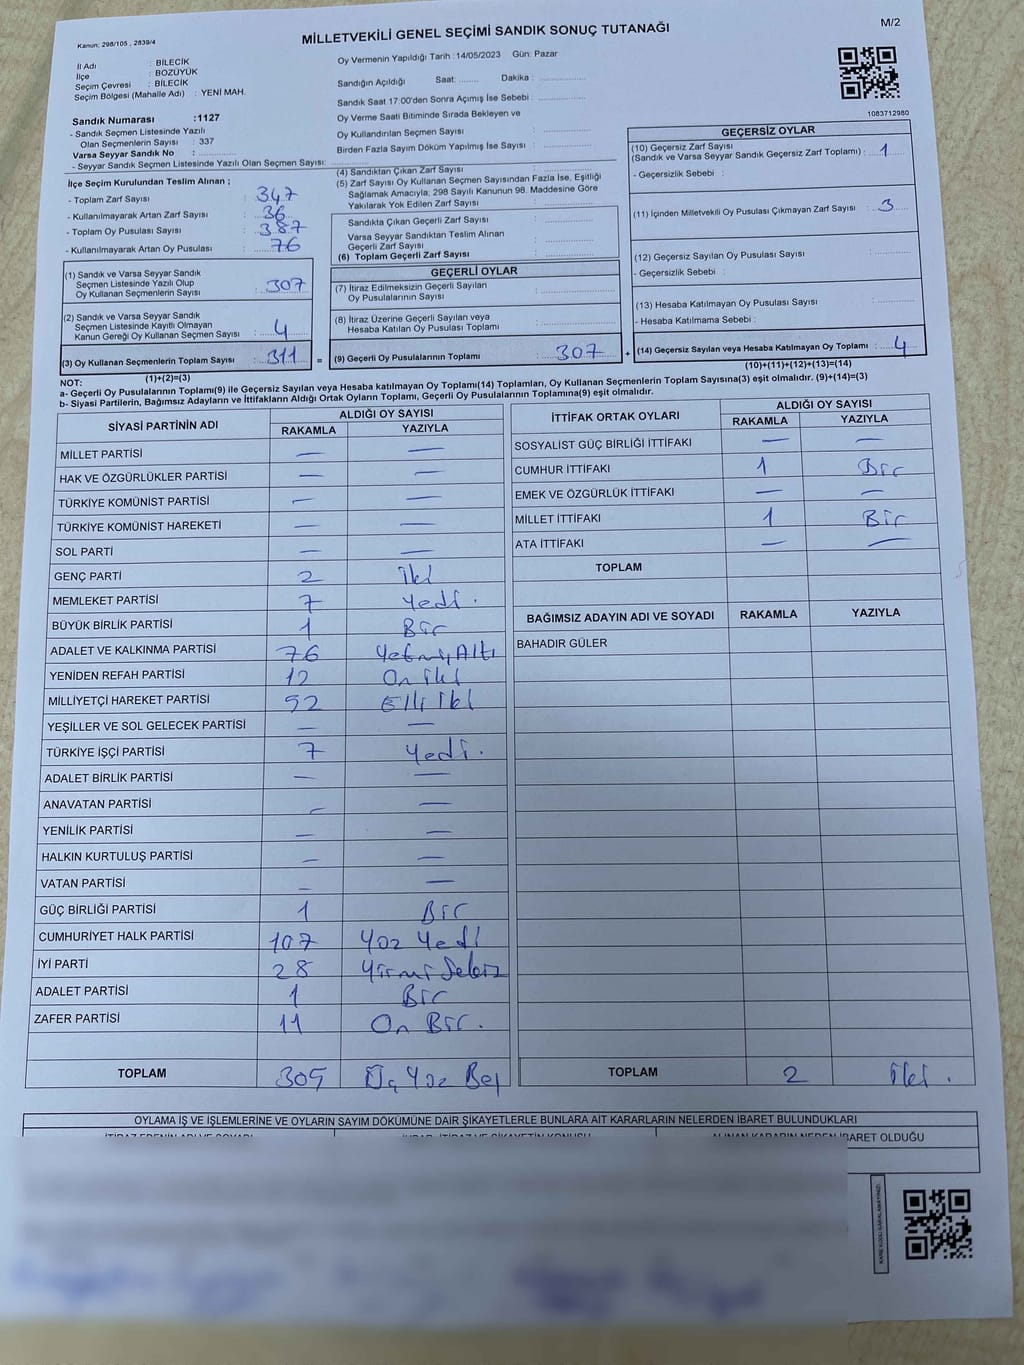 Kanun; 298/105 , 2839/4
MİLLETVEKİLİ GENEL SEÇİMİ SANDIK SONUÇ TUTANAĞI
M/2
İl Adı : BİLECİK
İlçe : BOZÜYÜK
Seçim Çevresi : BİLECİK
Seçim Bölgesi (Mahalle Adı) : YENİ MAH.
Sandık Numarası :1127
- Sandık Seçmen Listesinde Yazılı
Olan Seçmenlerin Sayısı : 337
Varsa Seyyar Sandık No :
- Seyyar Sandık Seçmen Listesinde Yazılı Olan Seçmen Sayısı:
Oy Vermenin Yapıldığı Tarih :14/05/2023 Gün: Pazar
Sandığın Açıldığı Saat: Dakika :
Sandık Saat 17:00'den Sonra Açımış İse Sebebi :
Oy Verme Saati Bitiminde Sırada Bekleyen ve
Oy Kullandırılan Seçmen Sayısı :
Birden Fazla Sayım Döküm Yapılmış İse Sayısı :
1083712980
İlçe Seçim Kurulundan Teslim Alınan ;
- Toplam Zarf Sayısı : 347
- Kullanılmayarak Artan Zarf Sayısı : 36
- Toplam Oy Pusulası Sayısı : 387
- Kullanılmayarak Artan Oy Pusulası : 76
(1) Sandık ve Varsa Seyyar Sandık
Seçmen Listesinde Yazılı Olup
Oy Kullanan Seçmenlerin Sayısı : 307
(2) Sandık ve Varsa Seyyar Sandık
Seçmen Listesinde Kayıtlı Olmayan
Kanun Gereği Oy Kullanan Seçmen Sayısı : 4
(3) Oy Kullanan Seçmenlerin Toplam Sayısı : 311 =
(1)+(2)=(3)
(4) Sandıktan Çıkan Zarf Sayısı :
(5) Zarf Sayısı Oy Kullanan Seçmen Sayısından Fazla İse, Eşitliği
Sağlamak Amacıyla, 298 Sayılı Kanunun 98. Maddesine Göre
Yakılarak Yok Edilen Zarf Sayısı :
Sandıkta Çıkan Geçerli Zarf Sayısı :
Varsa Seyyar Sandıktan Teslim Alınan
Geçerli Zarf Sayısı :
(6) Toplam Geçerli Zarf Sayısı :
GEÇERLİ OYLAR
(7) İtiraz Edilmeksizin Geçerli Sayılan
Oy Pusulalarının Sayısı :
(8) İtiraz Üzerine Geçerli Sayılan veya
Hesaba Katılan Oy Pusulası Toplamı :
(9) Geçerli Oy Pusulalarının Toplamı : 307 +
GEÇERSİZ OYLAR
(10) Geçersiz Zarf Sayısı
(Sandık ve Varsa Seyyar Sandık Geçersiz Zarf Toplamı) : 1
- Geçersizlik Sebebi :
(11) İçinden Milletvekili Oy Pusulası Çıkmayan Zarf Sayısı : 3
(12) Geçersiz Sayılan Oy Pusulası Sayısı :
- Geçersizlik Sebebi :
(13) Hesaba Katılmayan Oy Pusulası Sayısı :
- Hesaba Katılmama Sebebi :
(14) Geçersiz Sayılan veya Hesaba Katılmayan Oy Toplamı : 4
(10)+(11)+(12)+(13)=(14)
NOT:
a- Geçerli Oy Pusulalarının Toplamı(9) ile Geçersiz Sayılan veya Hesaba katılmayan Oy Toplamı(14) Toplamları, Oy Kullanan Seçmenlerin Toplam Sayısına(3) eşit olmalıdır. (9)+(14)=(3)
b- Siyasi Partilerin, Bağımsız Adayların ve İttifakların Aldığı Ortak Oyların Toplamı, Geçerli Oy Pusulalarının Toplamına(9) eşit olmalıdır.
SİYASİ PARTİNİN ADI ALDIĞI OY SAYISI
RAKAMLA YAZIYLA
MİLLET PARTİSİ — —
HAK VE ÖZGÜRLÜKLER PARTİSİ — —
TÜRKİYE KOMÜNİST PARTİSİ — —
TÜRKİYE KOMÜNİST HAREKETİ — —
SOL PARTİ — —
GENÇ PARTİ 2 İki
MEMLEKET PARTİSİ 7 Yedi.
BÜYÜK BİRLİK PARTİSİ 1 Bir
ADALET VE KALKINMA PARTİSİ 76 Yetmiş Altı
YENİDEN REFAH PARTİSİ 12 On iki
MİLLİYETÇİ HAREKET PARTİSİ 52 Elli iki
YEŞİLLER VE SOL GELECEK PARTİSİ — —
TÜRKİYE İŞÇİ PARTİSİ 7 Yedi.
ADALET BİRLİK PARTİSİ — —
ANAVATAN PARTİSİ — —
YENİLİK PARTİSİ — —
HALKIN KURTULUŞ PARTİSİ — —
VATAN PARTİSİ — —
GÜÇ BİRLİĞİ PARTİSİ 1 Bir
CUMHURİYET HALK PARTİSİ 107 Yüz Yedi
İYİ PARTİ 28 Yirmi Sekiz
ADALET PARTİSİ 1 Bir
ZAFER PARTİSİ 11 On Bir.
TOPLAM 305 Üç Yüz Beş
İTTİFAK ORTAK OYLARI ALDIĞI OY SAYISI
RAKAMLA YAZIYLA
SOSYALİST GÜÇ BİRLİĞİ İTTİFAKI — —
CUMHUR İTTİFAKI 1 Bir
EMEK VE ÖZGÜRLÜK İTTİFAKI — —
MİLLET İTTİFAKI 1 Bir
ATA İTTİFAKI — —
TOPLAM
BAĞIMSIZ ADAYIN ADI VE SOYADI RAKAMLA YAZIYLA
BAHADIR GÜLER
TOPLAM 2 iki.
OYLAMA İŞ VE İŞLEMLERİNE VE OYLARIN SAYIM DÖKÜMÜNE DAİR ŞİKAYETLERLE BUNLARA AİT KARARLARIN NELERDEN İBARET BULUNDUKLARI
İTİRAZ EDENİN ADI VE SOYADI İHBAR, İTİRAZ VE ŞİKAYETİN KONUSU ALINAN KARARIN NEDEN İBARET OLDUĞU
KARE KODU KARALAMAYINIZ!